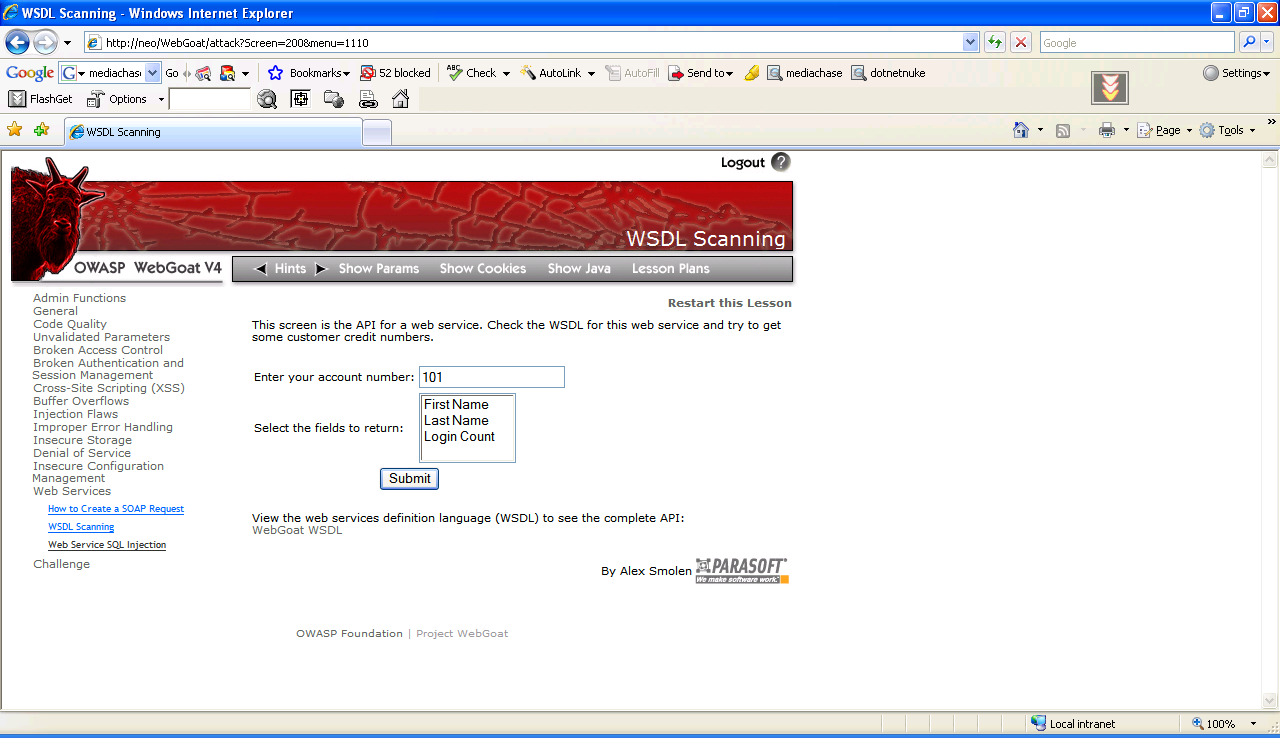 WSDL Scanning - Windows Internet Explorer
http://neo/WebGoat/attack?Screen=200&menu=1110
Google
Google G mediachas Go Bookmarks 52 blocked ABC Check AutoLink AutoFill Send to mediachase dotnetnuke Settings
FlashGet Options
WSDL Scanning Page Tools »
Logout ?
WSDL Scanning
OWASP WebGoat V4
Hints Show Params Show Cookies Show Java Lesson Plans
Admin Functions
General
Code Quality
Unvalidated Parameters
Broken Access Control
Broken Authentication and
Session Management
Cross-Site Scripting (XSS)
Buffer Overflows
Injection Flaws
Improper Error Handling
Insecure Storage
Denial of Service
Insecure Configuration
Management
Web Services
How to Create a SOAP Request
WSDL Scanning
Web Service SQL Injection
Challenge
Restart this Lesson
This screen is the API for a web service. Check the WSDL for this web service and try to get
some customer credit numbers.
Enter your account number: 101
Select the fields to return:
First Name
Last Name
Login Count
Submit
View the web services definition language (WSDL) to see the complete API:
WebGoat WSDL
By Alex Smolen PARASOFT
We make software work.
OWASP Foundation | Project WebGoat
Local intranet 100%